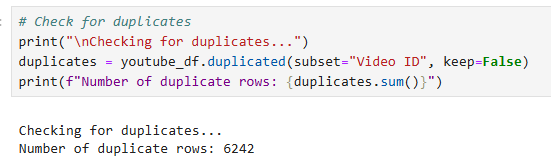 # Check for duplicates
print("\nChecking for duplicates...")
duplicates = youtube_df.duplicated(subset="Video ID", keep=False)
print(f"Number of duplicate rows: {duplicates.sum()}")
Checking for duplicates...
Number of duplicate rows: 6242